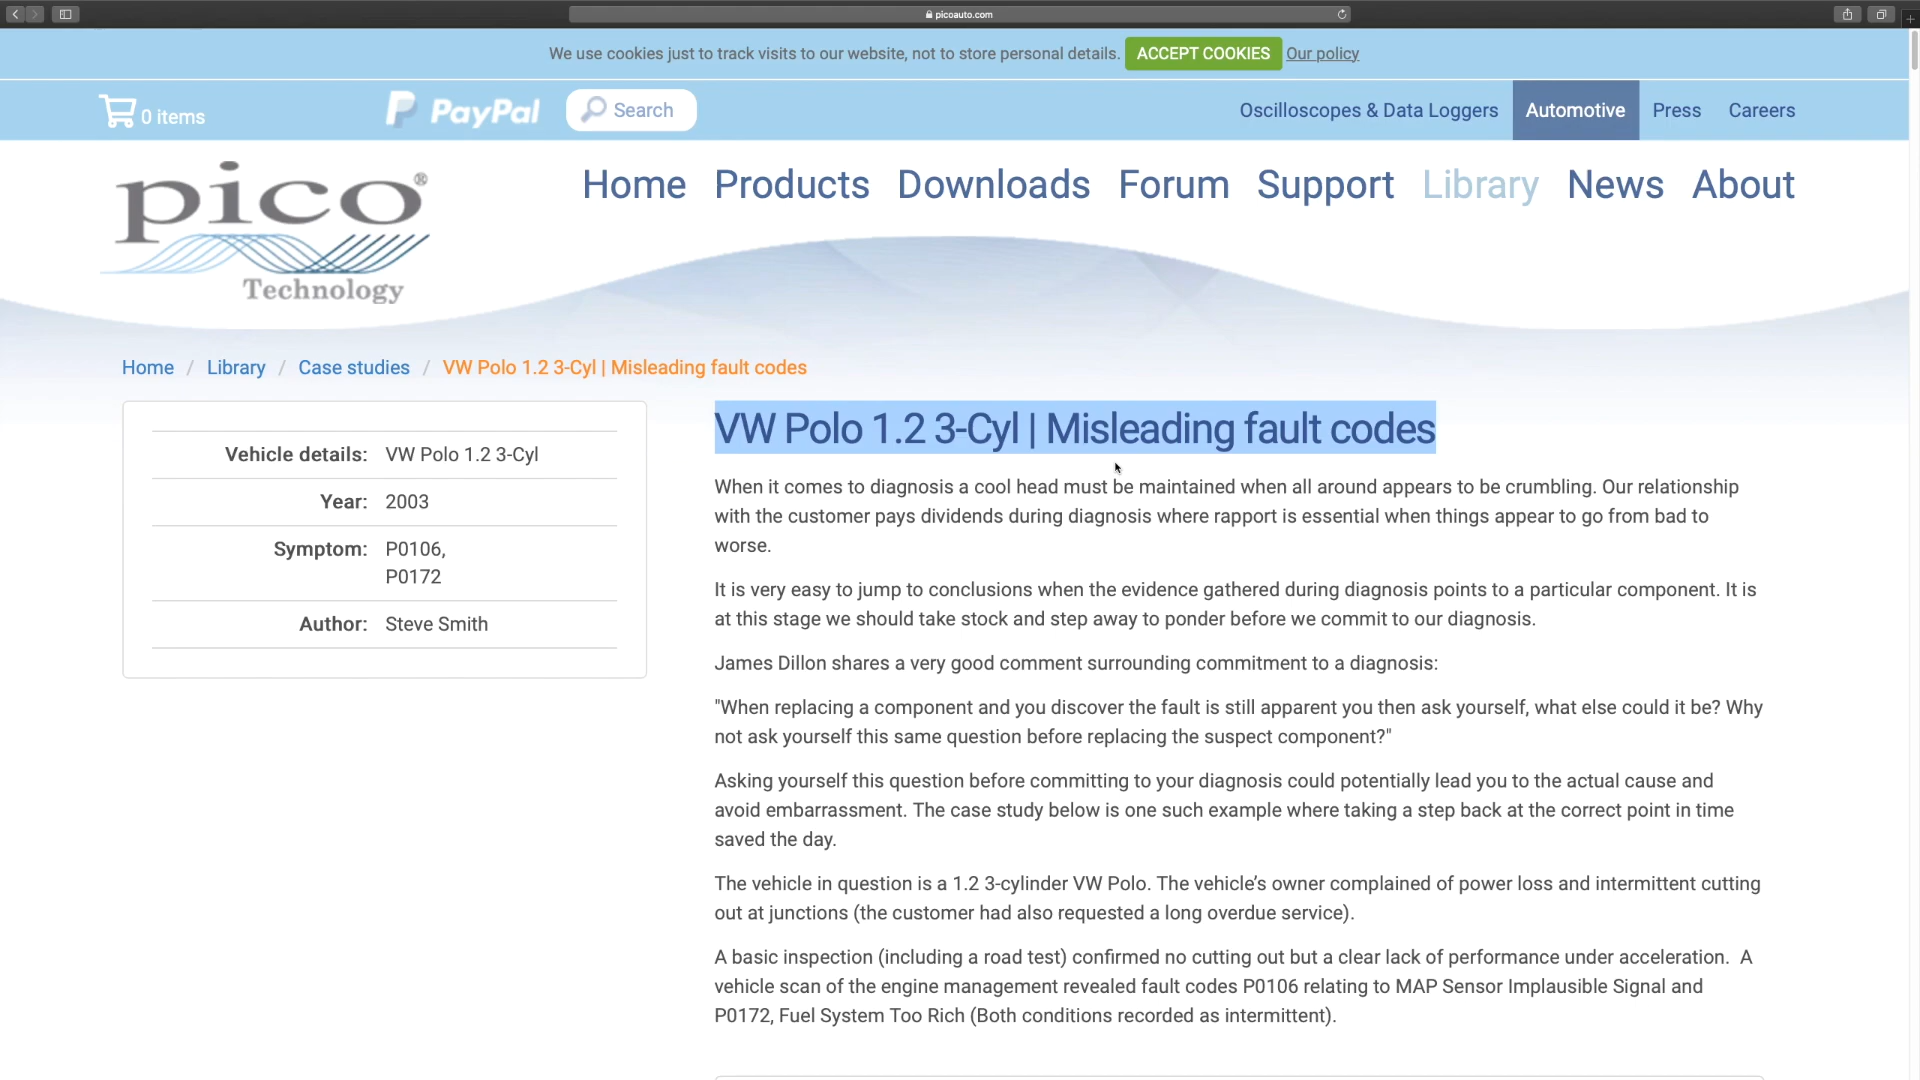 picoauto.com
We use cookies just to track visits to our website, not to store personal details. ACCEPT COOKIES Our policy
0 items PayPal Search Oscilloscopes & Data Loggers Automotive Press Careers
pico®
Technology
Home Products Downloads Forum Support Library News About
Home / Library / Case studies / VW Polo 1.2 3-Cyl | Misleading fault codes
Vehicle details: VW Polo 1.2 3-Cyl
Year: 2003
Symptom: P0106,
P0172
Author: Steve Smith
VW Polo 1.2 3-Cyl | Misleading fault codes
When it comes to diagnosis a cool head must be maintained when all around appears to be crumbling. Our relationship
with the customer pays dividends during diagnosis where rapport is essential when things appear to go from bad to
worse.
It is very easy to jump to conclusions when the evidence gathered during diagnosis points to a particular component. It is
at this stage we should take stock and step away to ponder before we commit to our diagnosis.
James Dillon shares a very good comment surrounding commitment to a diagnosis:
"When replacing a component and you discover the fault is still apparent you then ask yourself, what else could it be? Why
not ask yourself this same question before replacing the suspect component?"
Asking yourself this question before committing to your diagnosis could potentially lead you to the actual cause and
avoid embarrassment. The case study below is one such example where taking a step back at the correct point in time
saved the day.
The vehicle in question is a 1.2 3-cylinder VW Polo. The vehicle’s owner complained of power loss and intermittent cutting
out at junctions (the customer had also requested a long overdue service).
A basic inspection (including a road test) confirmed no cutting out but a clear lack of performance under acceleration.  A
vehicle scan of the engine management revealed fault codes P0106 relating to MAP Sensor Implausible Signal and
P0172, Fuel System Too Rich (Both conditions recorded as intermittent).